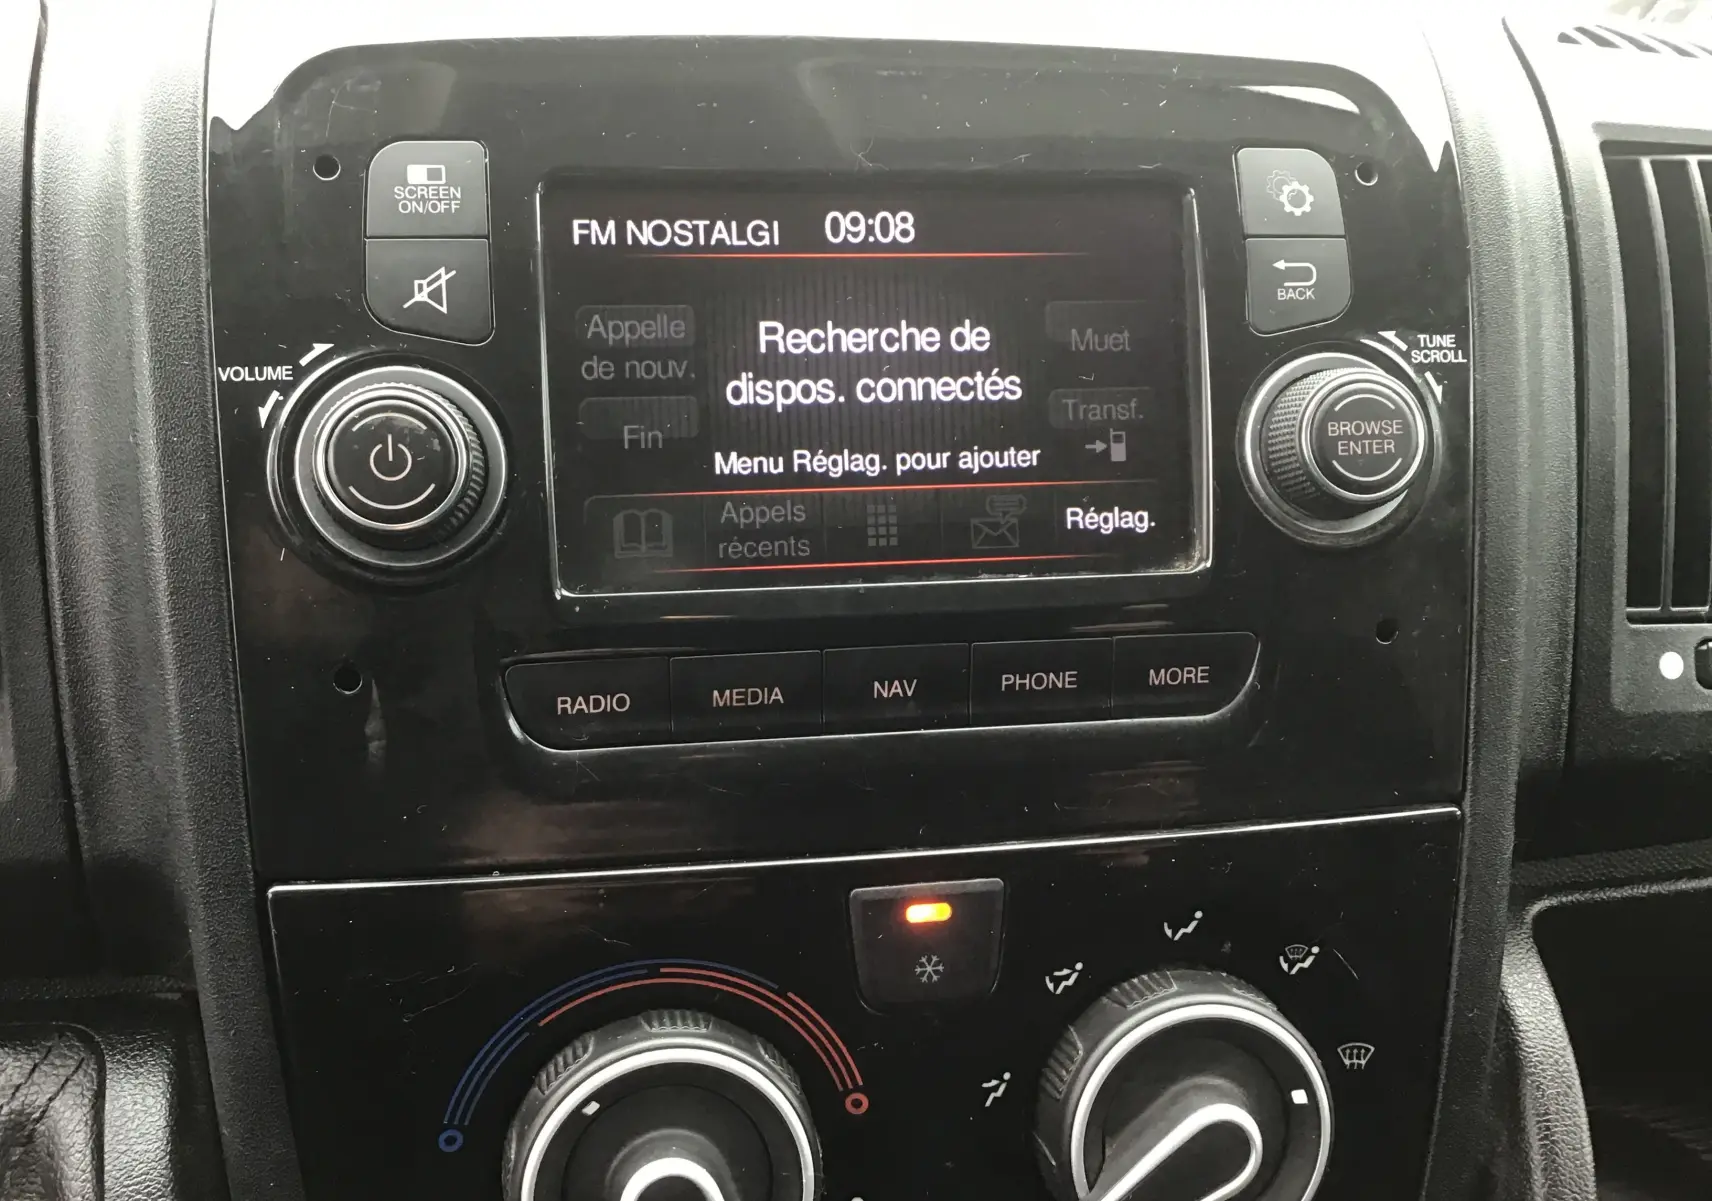 SCREEN
ON/OFF
VOLUME
FM NOSTALGI 09:08
Appelle
de nouv.
Fin
Recherche de
dispos. connectés
Menu Réglag. pour ajouter
Muet
Transf.
Appels
récents
Réglag.
BACK
TUNE
SCROLL
BROWSE
ENTER
RADIO MEDIA NAV PHONE MORE